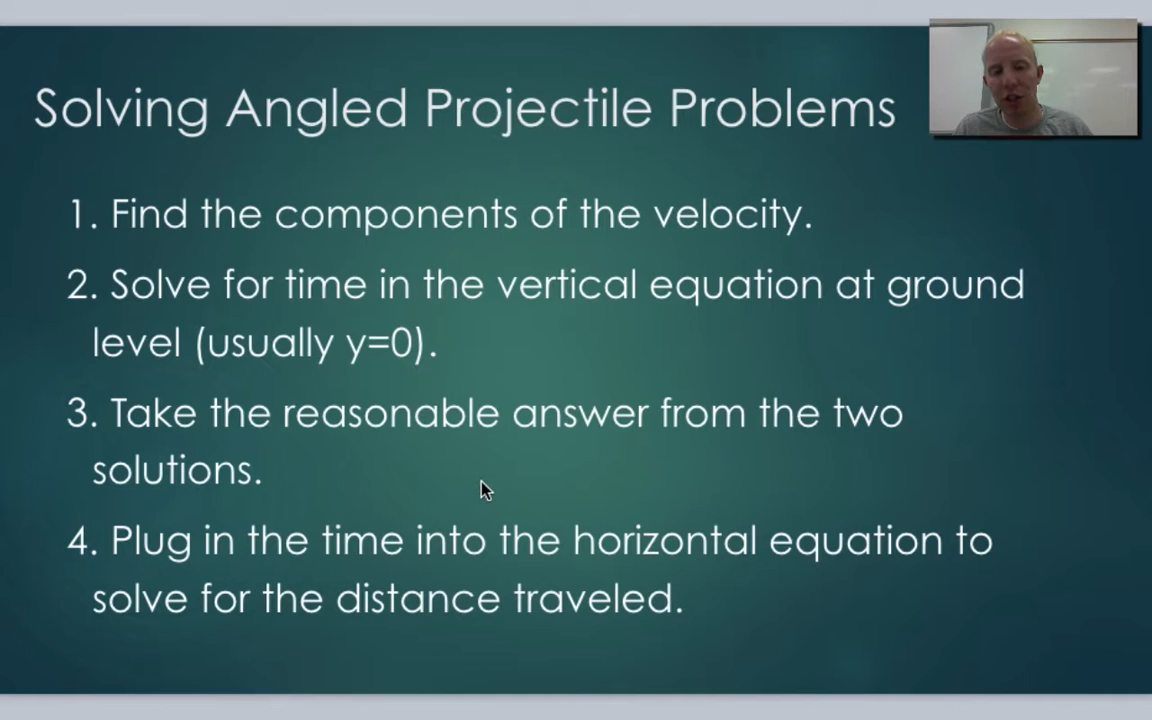 Solving Angled Projectile Problems
1. Find the components of the velocity.
2. Solve for time in the vertical equation at ground
level (usually y=0).
3. Take the reasonable answer from the two
solutions.
4. Plug in the time into the horizontal equation to
solve for the distance traveled.